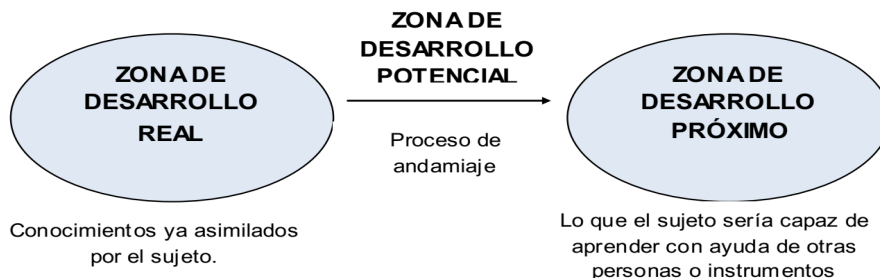 ZONA DE
DESARROLLO
REAL
Conocimientos ya asimilados
por el sujeto.
ZONA DE
DESARROLLO
POTENCIAL
Proceso de
andamiaje
ZONA DE
DESARROLLO
PRÓXIMO
Lo que el sujeto sería capaz de
aprender con ayuda de otras
personas o instrumentos